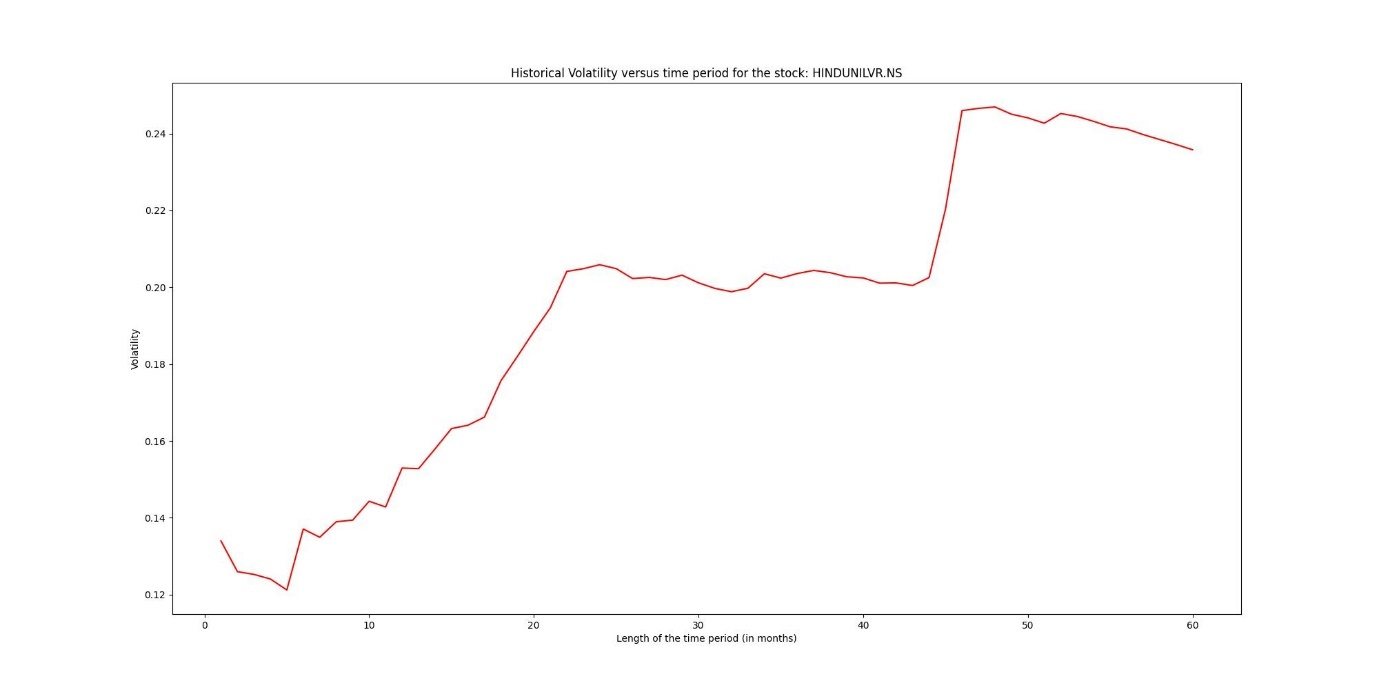 Historical Volatility versus time period for the stock: HINDUNILVR.NS
0.24
0.22
0.20
0.18
0.16
0.14
0.12
Volatility
0 10 20 30 40 50 60
Length of the time period (in months)